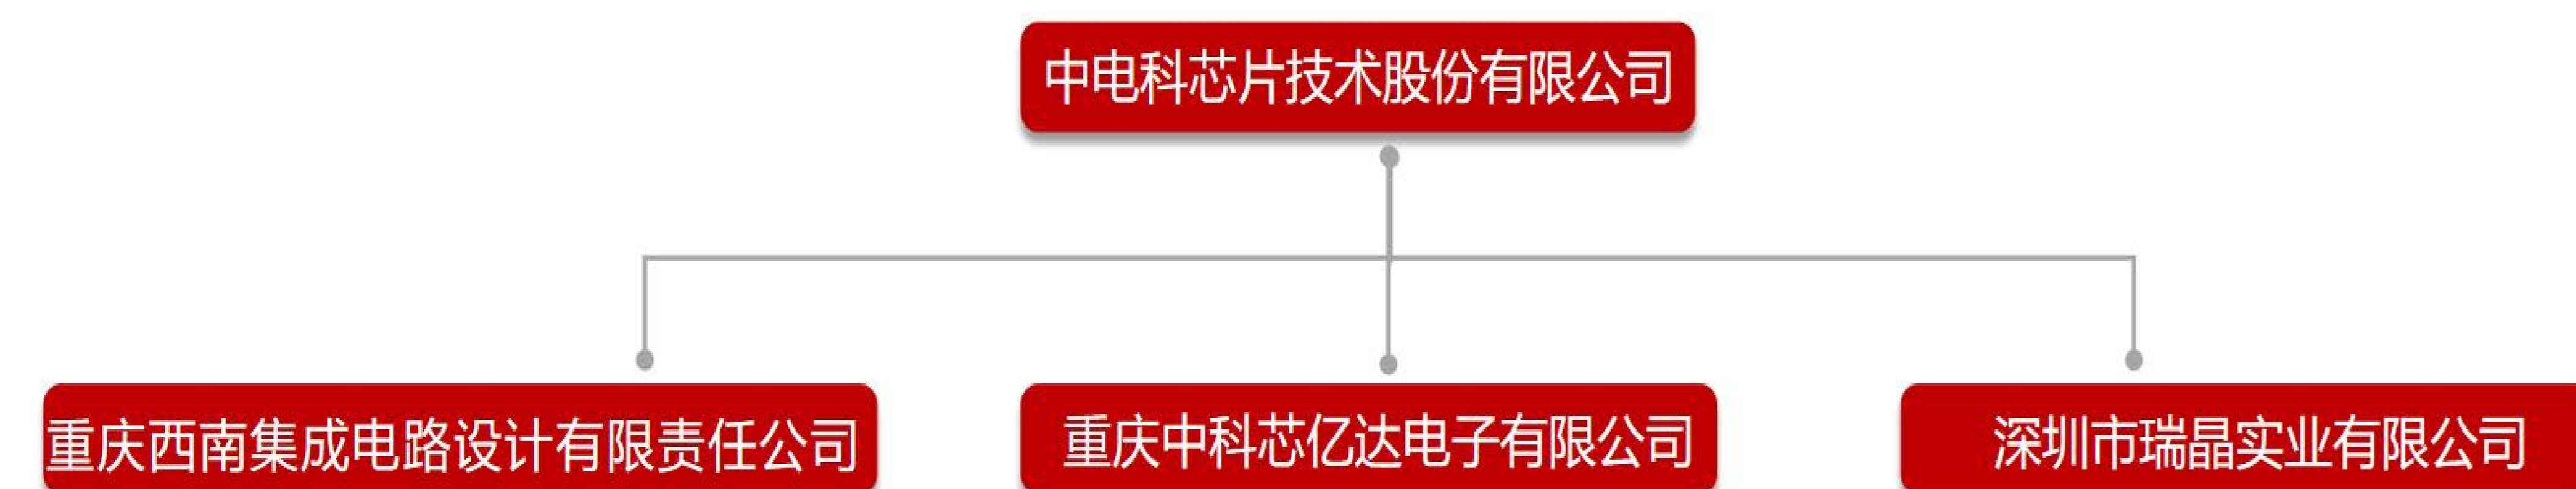 中电科芯片技术股份有限公司
重庆西南集成电路设计有限责任公司
重庆中科芯亿达电子有限公司
深圳市瑞晶实业有限公司